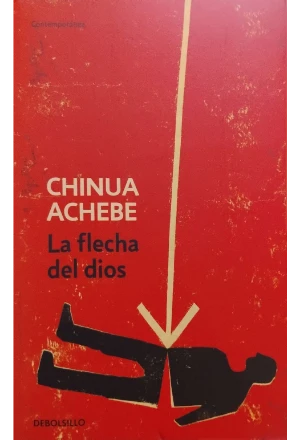 Contemporánea
CHINUA
ACHEBE
La flecha
del dios
DEBOLSILLO